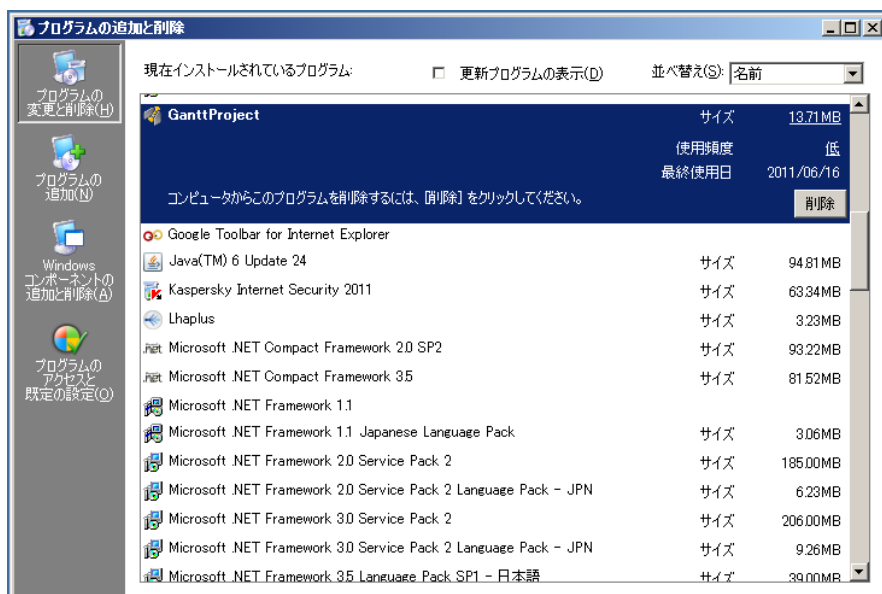 プログラムの追加と削除
プログラムの
変更と削除(H)
プログラムの
追加(N)
Windows
コンポーネントの
追加と削除(A)
プログラムの
アクセスと
既定の設定(O)
現在インストールされているプログラム: 更新プログラムの表示(D) 並べ替え(S): 名前
GanttProject サイズ 13.71MB
使用頻度 低
最終使用日 2011/06/16
コンピュータからこのプログラムを削除するには、[削除] をクリックしてください。 削除
Google Toolbar for Internet Explorer
Java(TM) 6 Update 24 サイズ 94.81MB
Kaspersky Internet Security 2011 サイズ 63.34MB
Lhaplus サイズ 3.23MB
Microsoft .NET Compact Framework 2.0 SP2 サイズ 93.22MB
Microsoft .NET Compact Framework 3.5 サイズ 81.52MB
Microsoft .NET Framework 1.1
Microsoft .NET Framework 1.1 Japanese Language Pack サイズ 3.06MB
Microsoft .NET Framework 2.0 Service Pack 2 サイズ 185.00MB
Microsoft .NET Framework 2.0 Service Pack 2 Language Pack - JPN サイズ 6.23MB
Microsoft .NET Framework 3.0 Service Pack 2 サイズ 206.00MB
Microsoft .NET Framework 3.0 Service Pack 2 Language Pack - JPN サイズ 9.26MB
Microsoft .NET Framework 3.5 Language Pack SP1 - 日本語 サイズ 39.00MB